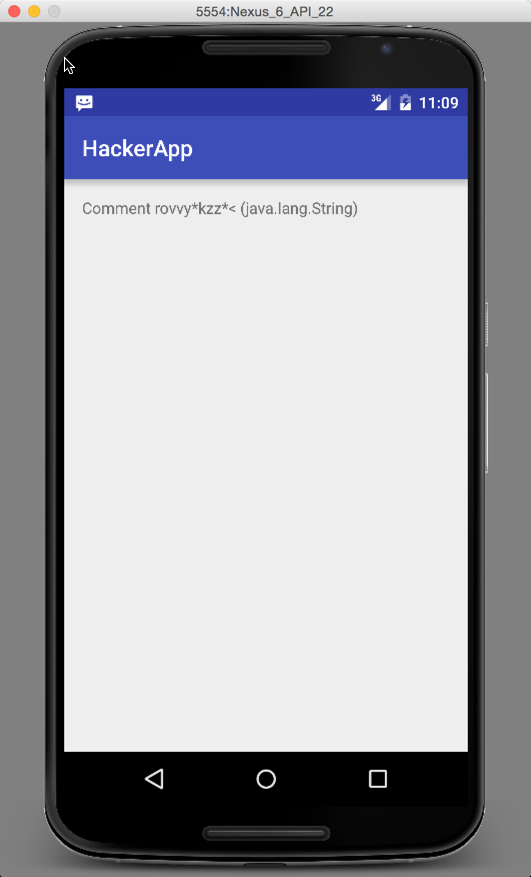 5554:Nexus_6_API_22
3G 11:09
HackerApp
Comment rovvy*kzz*< (java.lang.String)